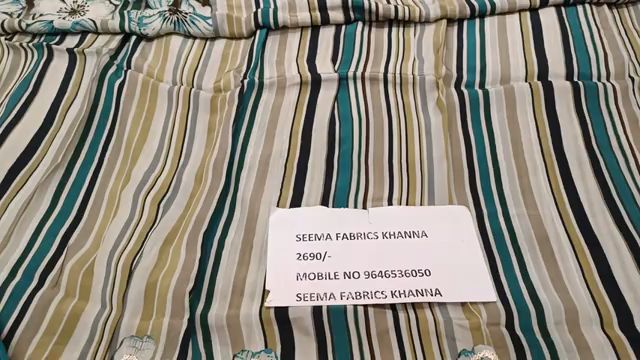 SEEMA FABRICS KHANNA
2690/-
MOBILE NO 9646536050
SEEMA FABRICS KHANNA